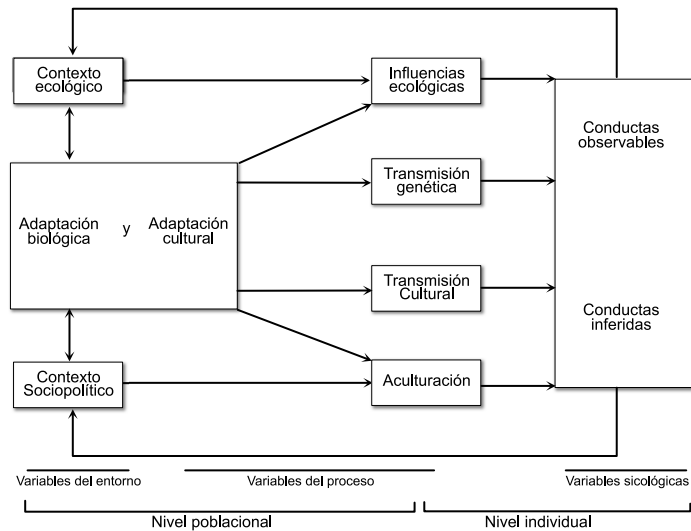 Contexto
ecológico
Influencias
ecológicas
Conductas
observables
Transmisión
genética
Adaptación
biológica
y
Adaptación
cultural
Transmisión
Cultural
Conductas
inferidas
Contexto
Sociopolítico
Aculturación
Variables del entorno
Variables del proceso
Variables sicológicas
Nivel poblacional
Nivel individual